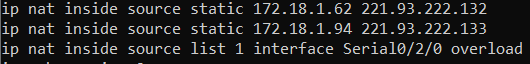 ip nat inside source static 172.18.1.62 221.93.222.132
ip nat inside source static 172.18.1.94 221.93.222.133
ip nat inside source list 1 interface Serial0/2/0 overload